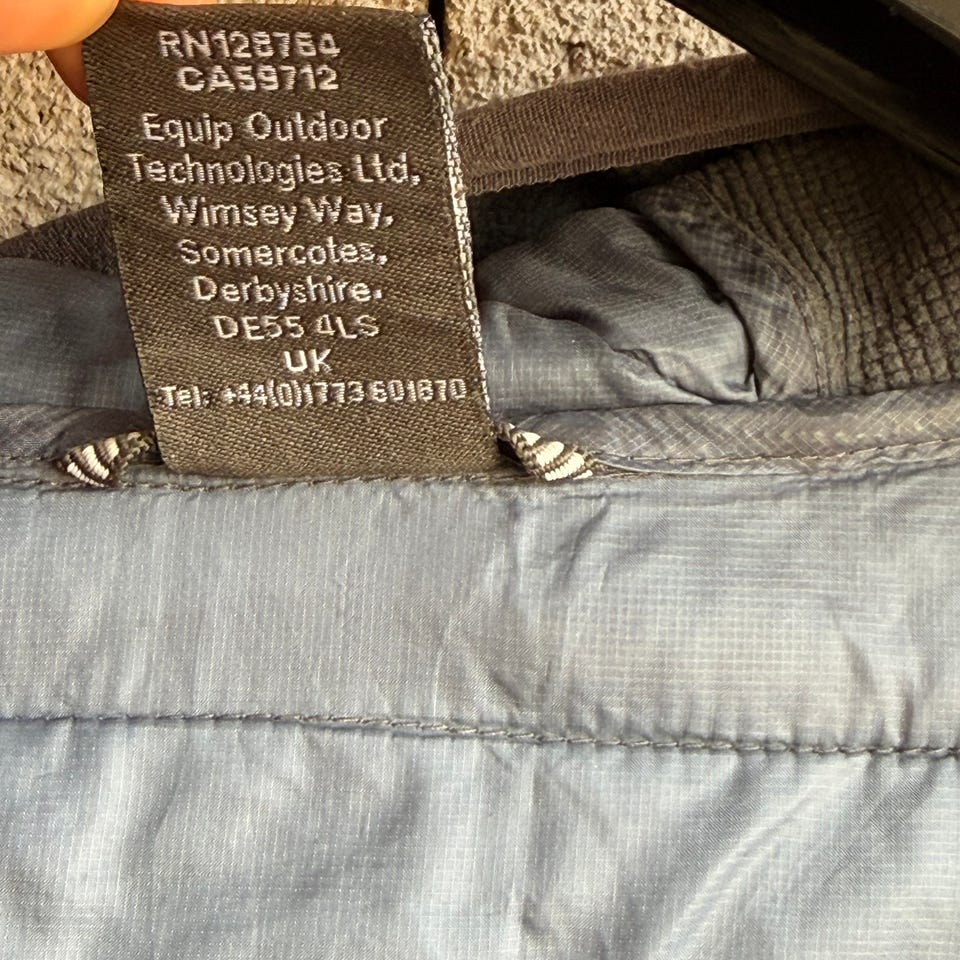 RN128764
CA59712
Equip Outdoor
Technologies Ltd,
Wimsey Way,
Somercotes,
Derbyshire.
DE55 4LS
UK
Tel: +44(0)1773 601870